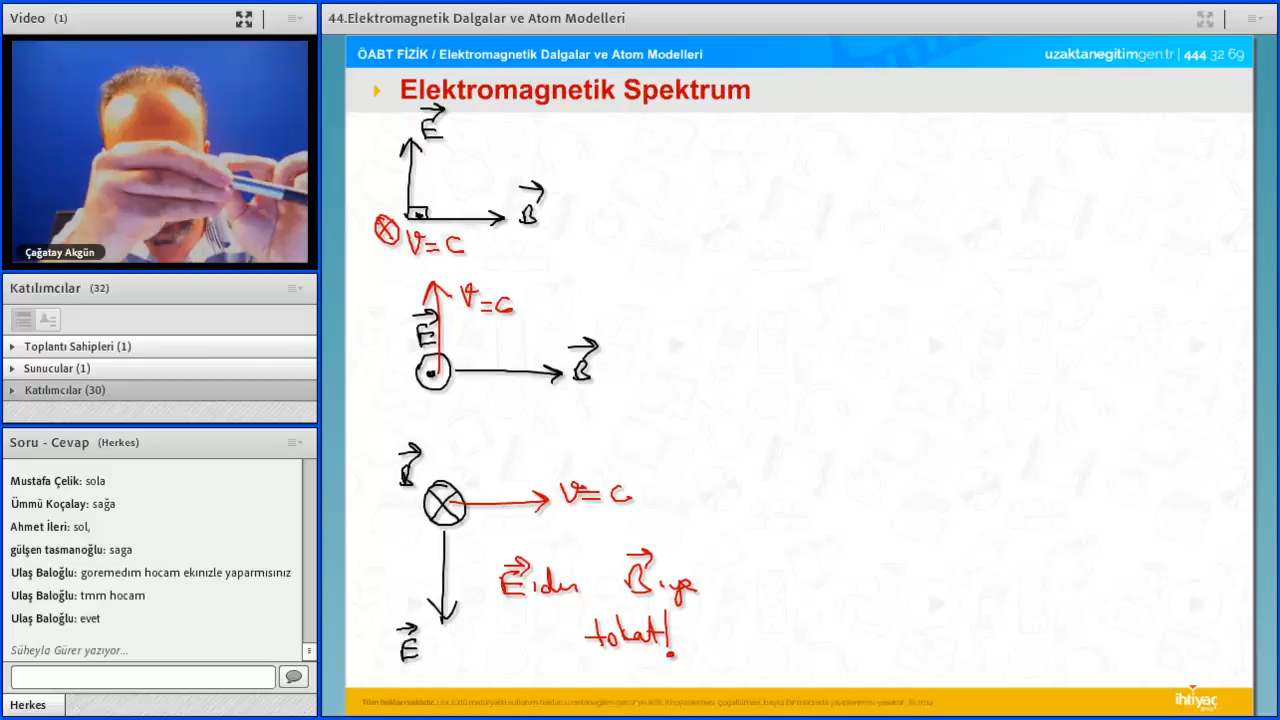 Video (1)
Çağatay Akgün
Katılımcılar (32)
Toplantı Sahipleri (1)
Sunucular (1)
Katılımcılar (30)
Soru - Cevap (Herkes)
Mustafa Çelik: sola
Ümmü Koçalay: sağa
Ahmet İleri: sol,
gülşen tasmanoğlu: saga
Ulaş Baloğlu: goremedım hocam ekınızle yaparmısınız
Ulaş Baloğlu: tmm hocam
Ulaş Baloğlu: evet
Süheyla Gürer yazıyor...
Herkes
44.Elektromagnetik Dalgalar ve Atom Modelleri
ÖABT FİZİK / Elektromagnetik Dalgalar ve Atom Modelleri
uzaktanegitimgen.tr | 444 32 69
Elektromagnetik Spektrum
E
B
V = C
V = C
E
B
B
V = C
E
E'den B'ye
tokat!
ihtiyaç